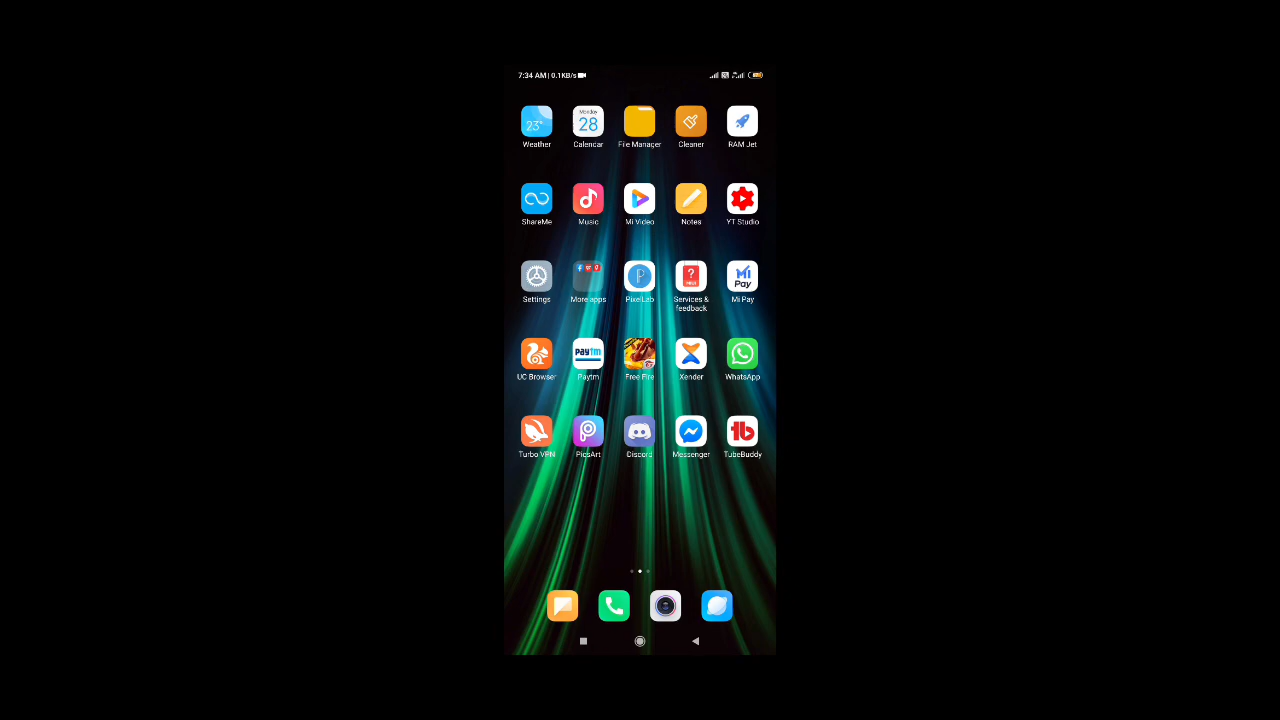 7:34 AM | 0.1KB/s
Monday
23° 28
Weather Calendar File Manager Cleaner RAM Jet
ShareMe Music Mi Video Notes YT Studio
?
Mi
Pay
Settings More apps PixelLab Services & feedback Mi Pay
Paytm
UC Browser Paytm Free Fire Xender WhatsApp
Turbo VPN PicsArt Discord Messenger TubeBuddy